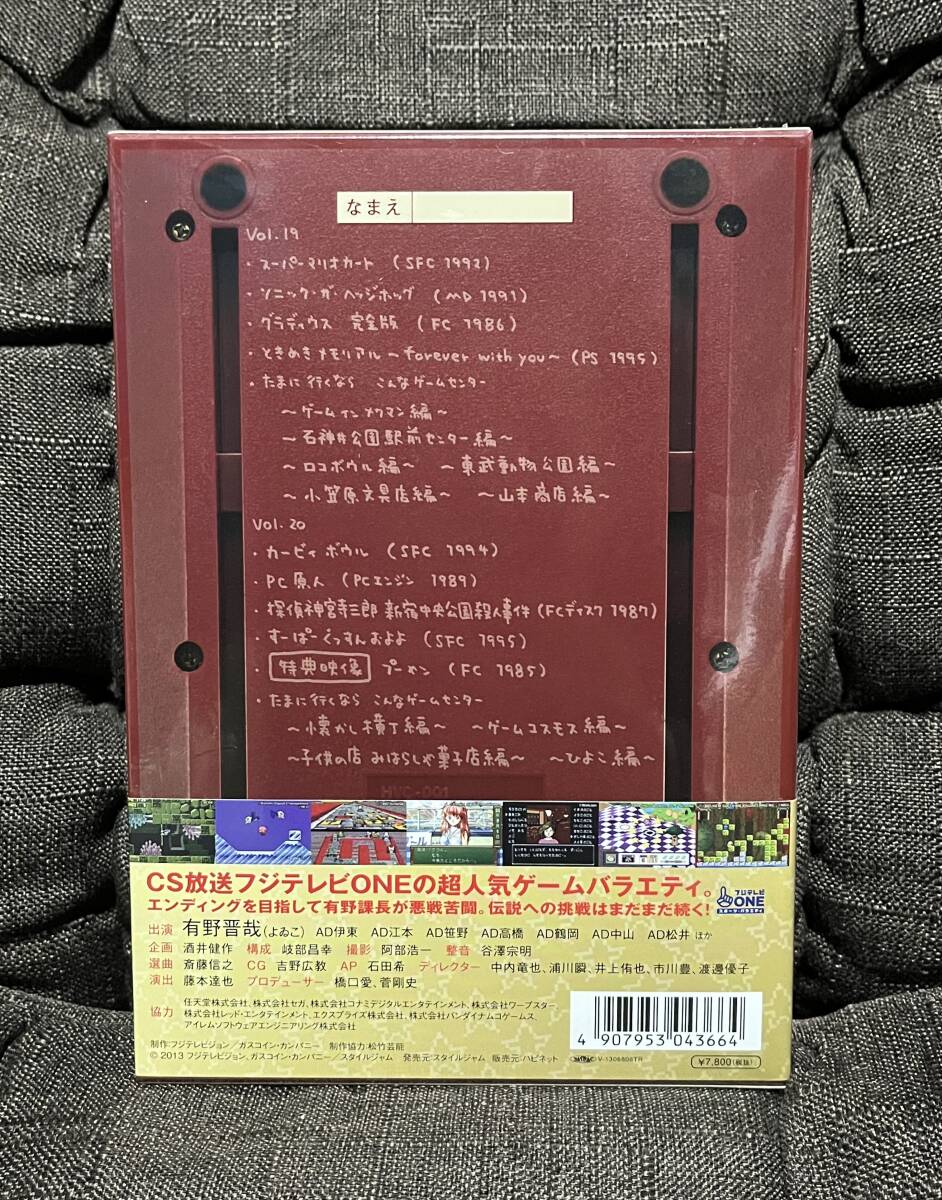 なまえ
Vol.19
・スーパーマリオカート (SFC 1992)
・ソニック・ザ・ヘッジホッグ (MD 1991)
・グラディウス 完全版 (FC 1986)
・ときめきメモリアル〜forever with you〜 (PS 1995)
・たまに行くなら こんなゲームセンター
〜ゲームインナツマン編〜
〜石神井公園駅前センター編〜
〜ロコボウル編〜 〜東武動物公園編〜
〜小笠原文具店編〜 〜山本商店編〜
Vol.20
・カービィボウル (SFC 1994)
・PC原人 (PCエンジン 1989)
・探偵神宮寺三郎 新宿中央公園殺人事件 (FCディスク 1987)
・すーぱーぐっすんおよよ (SFC 1995)
・特典映像 プーヤン (FC 1985)
・たまに行くなら こんなゲームセンター
〜懐かし横丁編〜 〜ゲームコスモス編〜
〜子供の店 みはらしや菓子店編〜 〜ひよこ編〜
HVC-001
CS放送フジテレビONEの超人気ゲームバラエティ。
エンディングを目指して有野課長が悪戦苦闘。伝説への挑戦はまだまだ続く!
フジテレビ
ONE
スポーツ・バラエティ
出演 有野晋哉(よゐこ) AD伊東 AD江本 AD笹野 AD高橋 AD鶴岡 AD中山 AD松井 ほか
企画 酒井健作 構成 岐部昌幸 撮影 阿部浩一 整音 谷澤宗明
選曲 斎藤信之 CG 吉野広教 AP 石田希 ディレクター 中内竜也、浦川瞬、井上侑也、市川豊、渡邊優子
演出 藤本達也 プロデューサー 橋口愛、菅剛史
協力 任天堂株式会社、株式会社セガ、株式会社コナミデジタルエンタテインメント、株式会社ワープスター
株式会社レッド・エンタテインメント、エクスプライズ株式会社、株式会社バンダイナムコゲームス、
アイレムソフトウェアエンジニアリング株式会社
制作:フジテレビジョン/ガスコイン・カンパニー 制作協力:松竹芸能
© 2013 フジテレビジョン、ガスコイン・カンパニー/スタイルジャム 発売元:スタイルジャム 販売元:ハピネット
V-1306808TR
4 907953 043664
¥7,800(税抜)